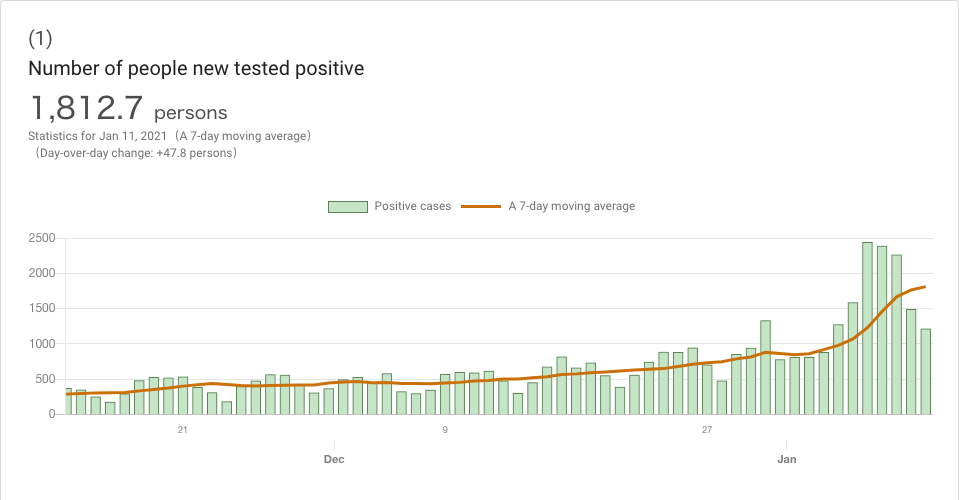 (1)
Number of people new tested positive
1,812.7 persons
Statistics for Jan 11, 2021（A 7-day moving average）
（Day-over-day change: +47.8 persons）
Positive cases A 7-day moving average
2500
2000
1500
1000
500
0
21 9 27
Dec Jan